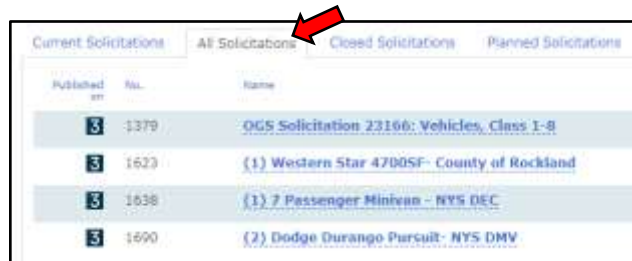 Current Solicitations All Solicitations Closed Solicitations Planned Solicitations
Published on No. Name
3 1379 OGS Solicitation 23166: Vehicles, Class 1-8
3 1623 (1) Western Star 4700SF- County of Rockland
3 1638 (1) 7 Passenger Minivan - NYS DEC
3 1690 (2) Dodge Durango Pursuit- NYS DMV